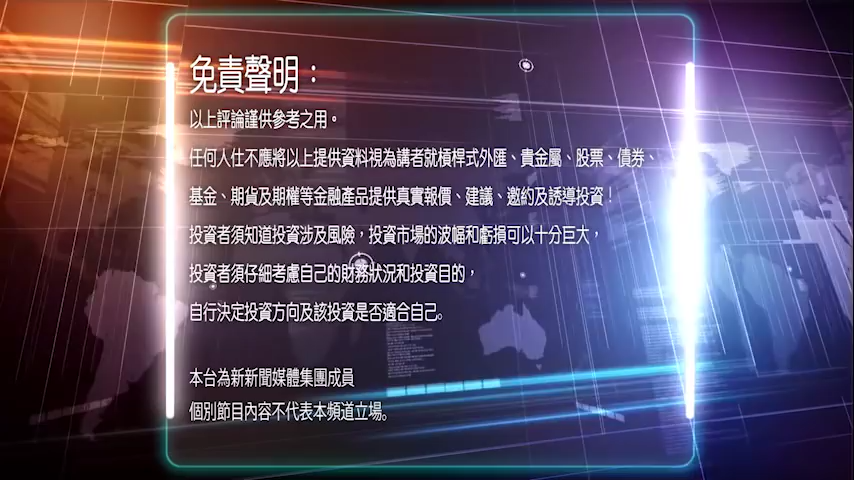 免責聲明：
以上評論謹供參考之用。
任何人仕不應將以上提供資料視為講者就槓桿式外匯、貴金屬、股票、債券、
基金、期貨及期權等金融產品提供真實報價、建議、邀約及誘導投資！
投資者須知道投資涉及風險，投資市場的波幅和虧損可以十分巨大，
投資者須仔細考慮自己的財務狀況和投資目的，
自行決定投資方向及該投資是否適合自己。
本台為新新聞媒體集團成員
個別節目內容不代表本頻道立場。